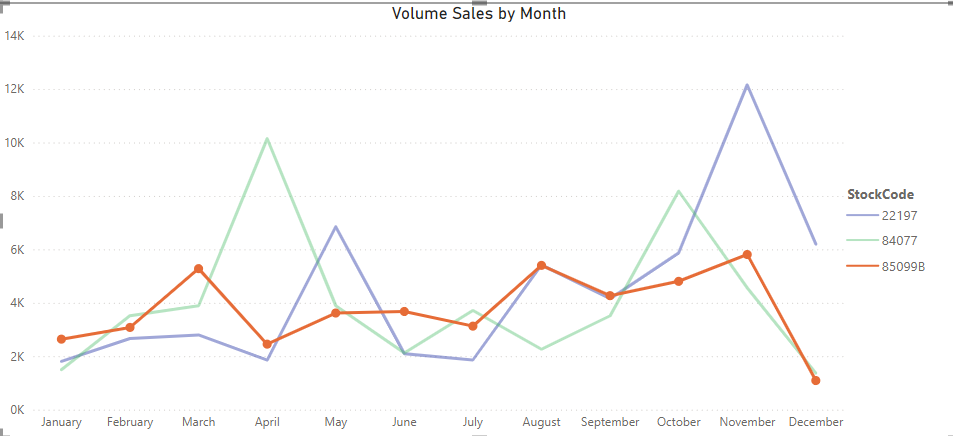 Volume Sales by Month
14K
12K
10K
8K
6K
4K
2K
0K
January February March April May June July August September October November December
StockCode
22197
84077
85099B